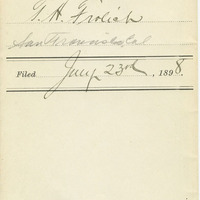 T. H. Frolich
San Francisco Cal
Filed July 23rd, 1898.